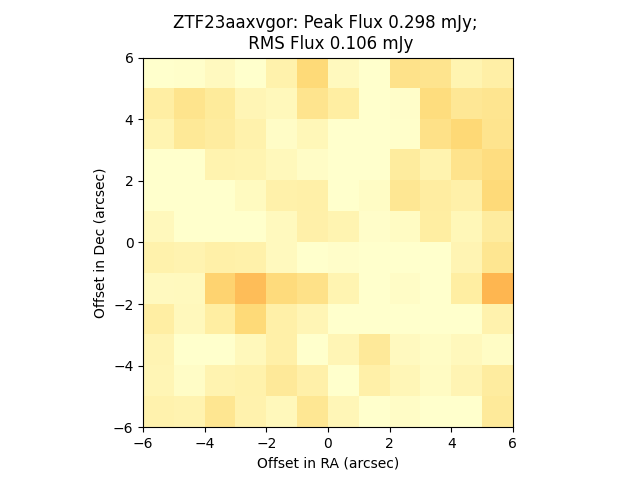 ZTF23aaxvgor: Peak Flux 0.298 mJy;
RMS Flux 0.106 mJy
6
4
2
0
−2
−4
−6
Offset in Dec (arcsec)
−6 −4 −2 0 2 4 6
Offset in RA (arcsec)